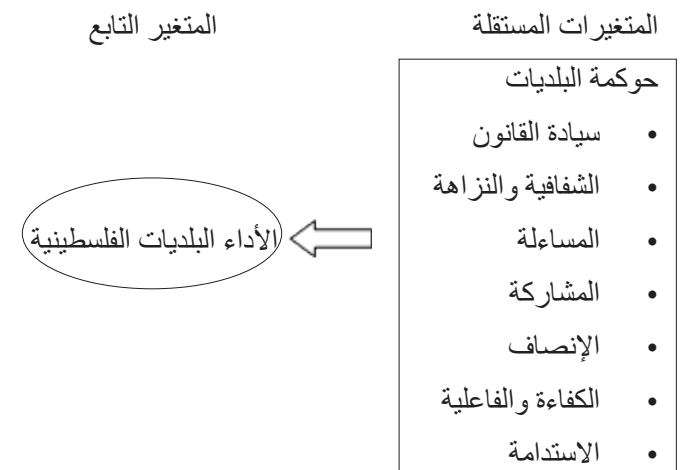 المتغيرات المستقلة
المتغير التابع
حوكمة البلديات
• سيادة القانون
• الشفافية والنزاهة
• المساءلة
• المشاركة
• الإنصاف
• الكفاءة والفاعلية
• الاستدامة
الأداء البلديات الفلسطينية